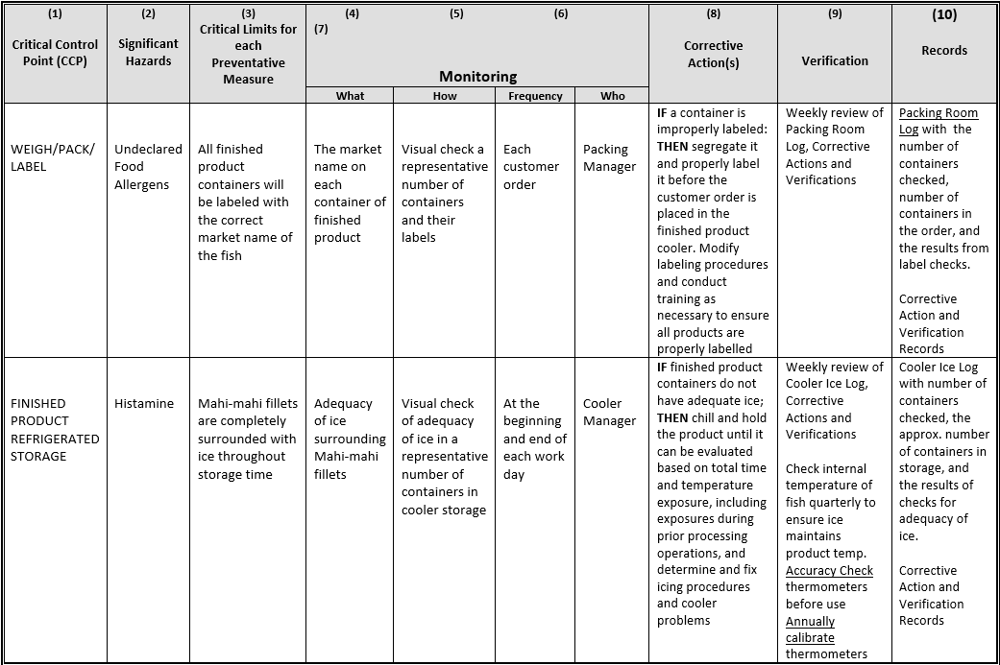 (1)
Critical Control
Point (CCP)
(2)
Significant
Hazards
(3)
Critical Limits for
each
Preventative
Measure
(4) (5) (6)
(7)
Monitoring
What
How
Frequency
Who
(8)
Corrective
Action(s)
(9)
Verification
(10)
Records
WEIGH/PACK/
LABEL
Undeclared
Food
Allergens
All finished
product
containers will
be labeled with
the correct
market name of
the fish
The market
name on
each
container of
finished
product
Visual check a
representative
number of
containers
and their
labels
Each
customer
order
Packing
Manager
IF a container is
improperly labeled:
THEN segregate it
and properly label
it before the
customer order is
placed in the
finished product
cooler. Modify
labeling procedures
and conduct
training as
necessary to ensure
all products are
properly labelled
Weekly review of
Packing Room
Log, Corrective
Actions and
Verifications
Packing Room
Log with the
number of
containers
checked,
number of
containers in
the order, and
the results from
label checks.
Corrective
Action and
Verification
Records
FINISHED
PRODUCT
REFRIGERATED
STORAGE
Histamine
Mahi-mahi fillets
are completely
surrounded with
ice throughout
storage time
Adequacy
of ice
surrounding
Mahi-mahi
fillets
Visual check
of adequacy
of ice in a
representative
number of
containers in
cooler storage
At the
beginning
and end of
each work
day
Cooler
Manager
IF finished product
containers do not
have adequate ice;
THEN chill and hold
the product until it
can be evaluated
based on total time
and temperature
exposure, including
exposures during
prior processing
operations, and
determine and fix
icing procedures
and cooler
problems
Weekly review of
Cooler Ice Log,
Corrective
Actions and
Verifications
Check internal
temperature of
fish quarterly to
ensure ice
maintains
product temp.
Accuracy Check
thermometers
before use
Annually
calibrate
thermometers
Cooler Ice Log
with number of
containers
checked, the
approx. number
of containers in
storage, and
the results of
checks for
adequacy of
ice.
Corrective
Action and
Verification
Records